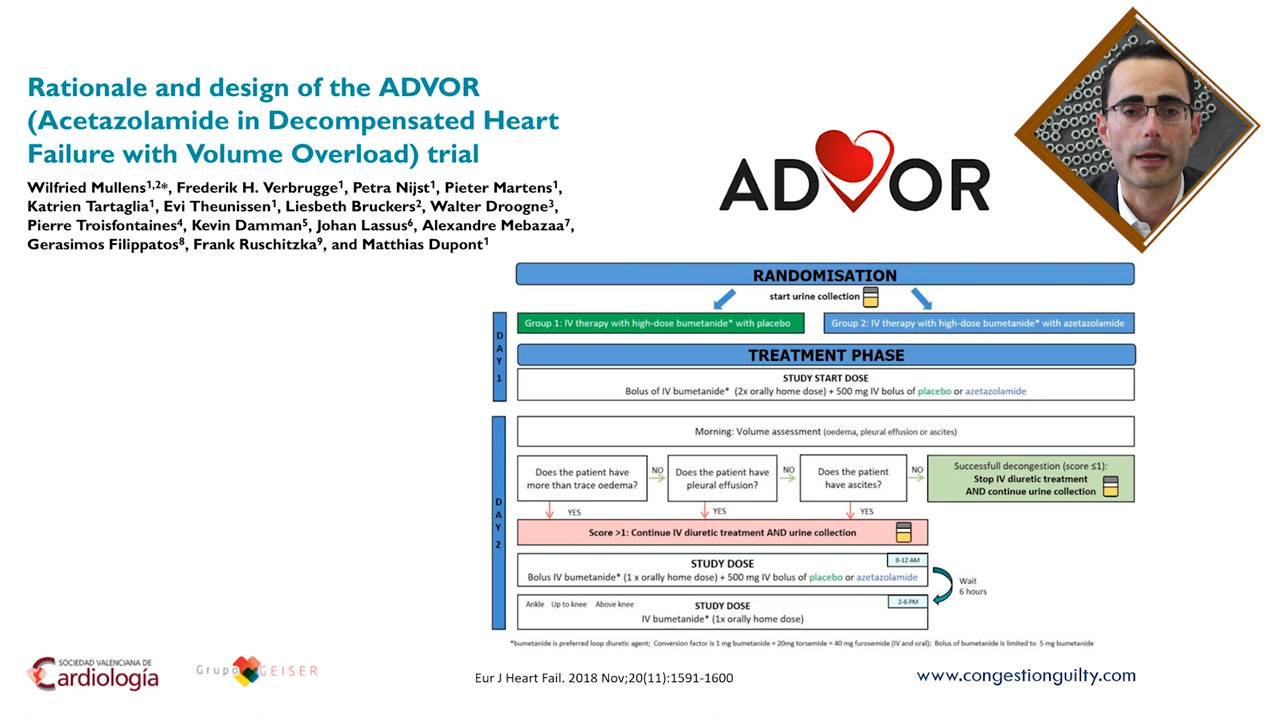 Rationale and design of the ADVOR
(Acetazolamide in Decompensated Heart
Failure with Volume Overload) trial
Wilfried Mullens1,2*, Frederik H. Verbrugge1, Petra Nijst1, Pieter Martens1,
Katrien Tartaglia1, Evi Theunissen1, Liesbeth Bruckers2, Walter Droogne3,
Pierre Troisfontaines4, Kevin Damman5, Johan Lassus6, Alexandre Mebazaa7,
Gerasimos Filippatos8, Frank Ruschitzka9, and Matthias Dupont1
ADVOR
RANDOMISATION
start urine collection
DAY 1
Group 1: IV therapy with high-dose bumetanide* with placebo
Group 2: IV therapy with high-dose bumetanide* with azetazolamide
TREATMENT PHASE
STUDY START DOSE
Bolus of IV bumetanide* (2x orally home dose) + 500 mg IV bolus of placebo or azetazolamide
DAY 2
Morning: Volume assessment (oedema, pleural effusion or ascites)
Does the patient have
more than trace oedema?
NO
Does the patient have
pleural effusion?
NO
Does the patient
have ascites?
NO
Successfull decongestion (score ≤1):
Stop IV diuretic treatment
AND continue urine collection
YES
YES
YES
Score >1: Continue IV diuretic treatment AND urine collection
STUDY DOSE
8-12 AM
Bolus IV bumetanide* (1 x orally home dose) + 500 mg IV bolus of placebo or azetazolamide
Wait
6 hours
Ankle Up to knee Above knee
STUDY DOSE
2-6 PM
IV bumetanide* (1x orally home dose)
*bumetanide is preferred loop diuretic agent; Conversion factor is 1 mg bumetanide = 20mg torsemide = 40 mg furosemide (IV and oral); Bolus of bumetanide is limited to 5 mg bumetanide
SOCIEDAD VALENCIANA DE
Cardiología
Grupo GEISER
Eur J Heart Fail. 2018 Nov;20(11):1591-1600
www.congestionguilty.com